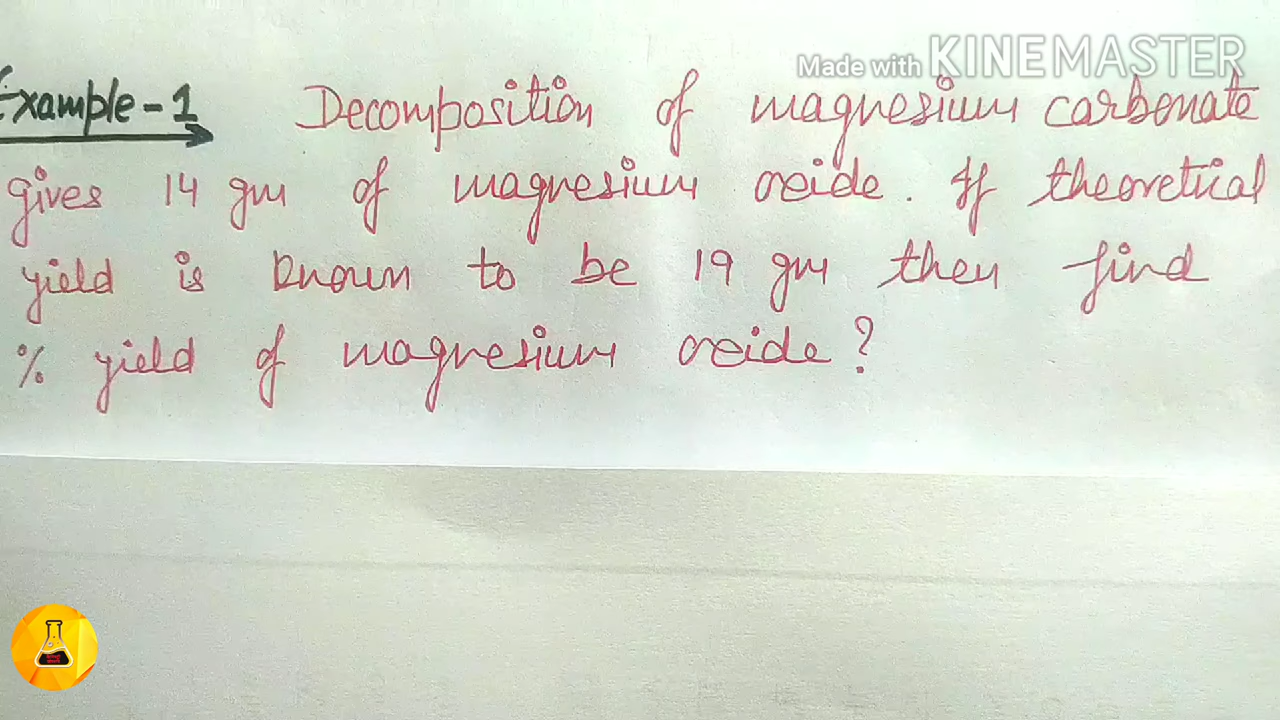 Made with KINEMASTER
Example-1 Decomposition of magnesium carbonate
gives 14 gm of magnesium oxide. If theoretical
yield is known to be 19 gm then find
% yield of magnesium oxide?